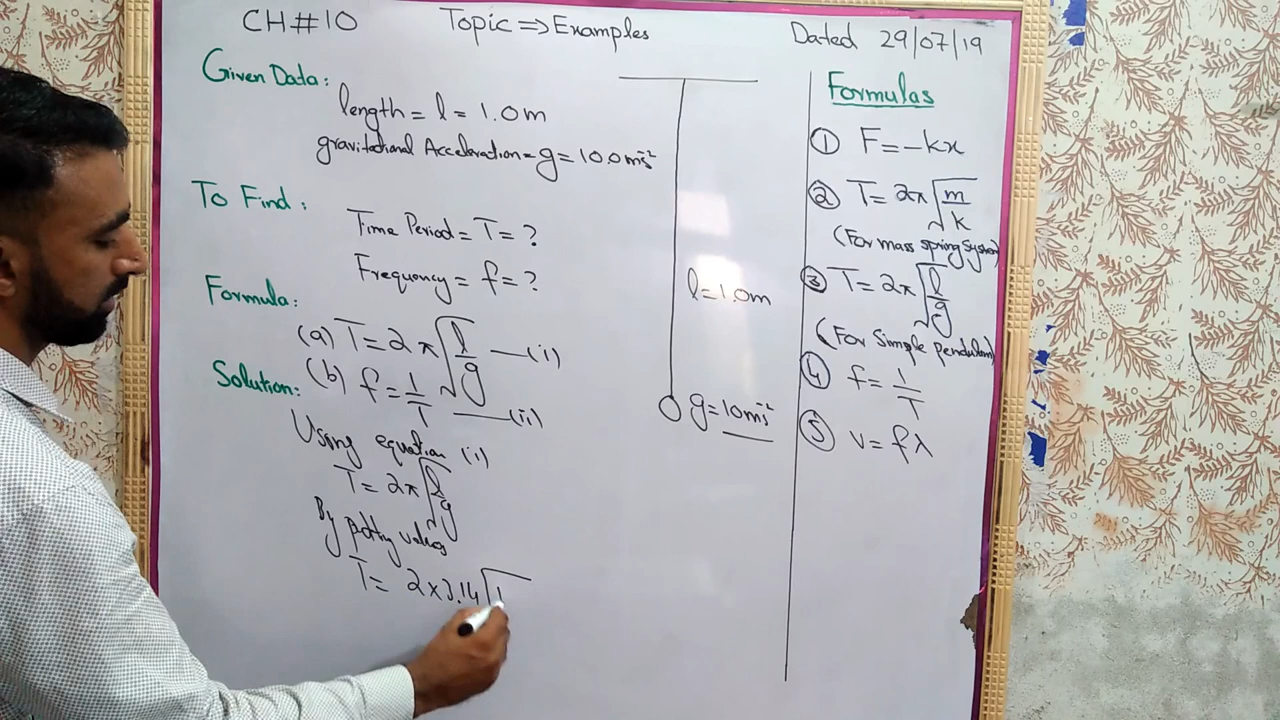 CH#10 Topic ⇒ Examples Dated 29/07/19
Given Data:
length = l = 1.0m
gravitational Acceleration = g = 10.0ms⁻²
To Find:
Time Period = T = ?
Frequency = f = ?
Formula:
(a) T = 2π√(l/g) —(i)
(b) f = 1/T —(ii)
Solution:
Using equation (i)
T = 2π√(l/g)
By putting values
T = 2×3.14√1
l = 1.0m
g = 10ms⁻²
Formulas
① F = -kx
② T = 2π√(m/k)
(For mass spring System
③ T = 2π√(l/g)
(For Simple pendulum)
④ f = 1/T
⑤ v = fλ